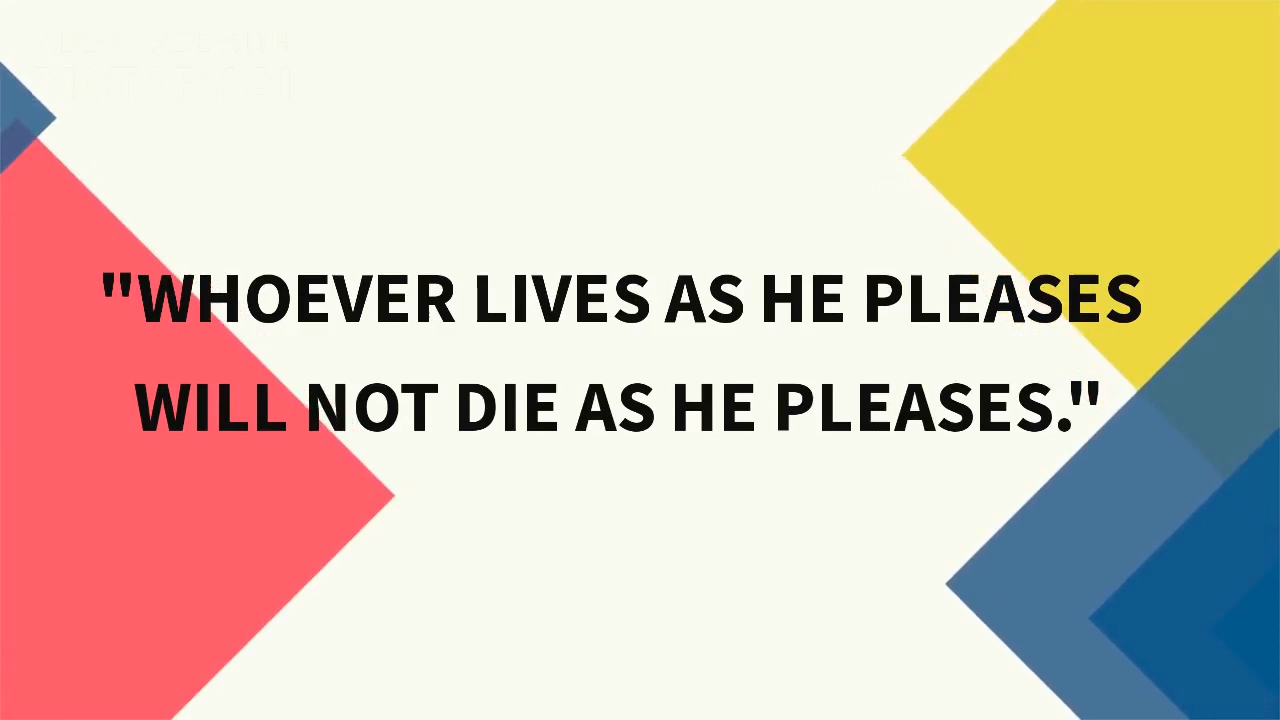 "WHOEVER LIVES AS HE PLEASES
WILL NOT DIE AS HE PLEASES."